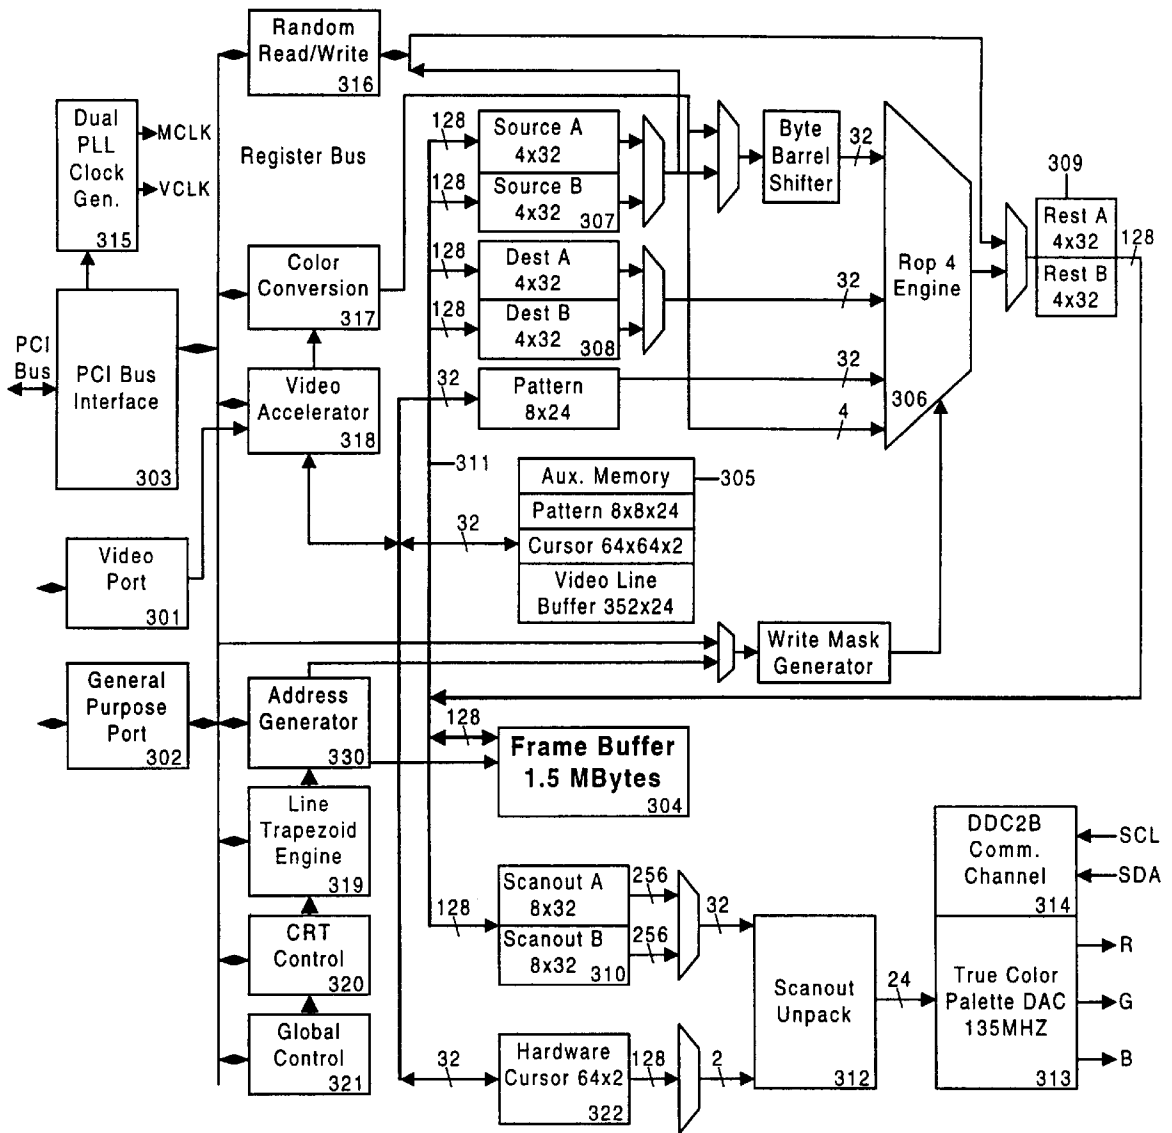 Random
Read/Write
316
Dual
PLL
Clock
Gen.
315
MCLK
VCLK
Register Bus
128
Source A
4x32
128
Source B
4x32
307
Byte
Barrel
Shifter
32
309
Rest A
4x32
Rest B
4x32
128
Color
Conversion
317
128
Dest A
4x32
128
Dest B
4x32
308
32
Rop 4
Engine
306
PCI
Bus
PCI Bus
Interface
303
Video
Accelerator
318
32
Pattern
8x24
32
4
311
Aux. Memory
305
Pattern 8x8x24
32
Cursor 64x64x2
Video Line
Buffer 352x24
Video
Port
301
Write Mask
Generator
General
Purpose
Port
302
Address
Generator
330
128
Frame Buffer
1.5 MBytes
304
Line
Trapezoid
Engine
319
DDC2B
Comm.
Channel
314
SCL
SDA
CRT
Control
320
128
Scanout A
8x32
256
Scanout B
8x32
310
256
32
Scanout
Unpack
312
24
True Color
Palette DAC
135MHZ
313
R
G
B
Global
Control
321
32
Hardware
Cursor 64x2
322
128
2